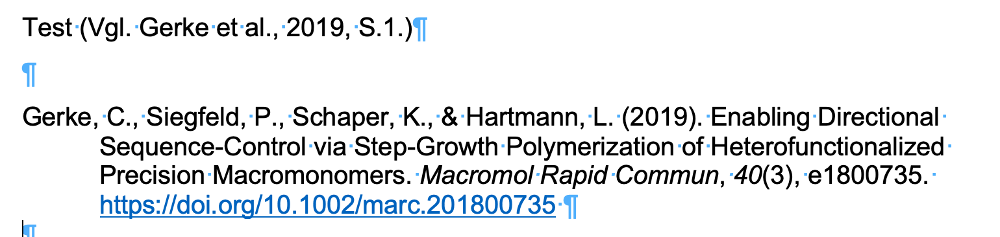 Test (Vgl. Gerke et al., 2019, S.1.)¶
¶
Gerke, C., Siegfeld, P., Schaper, K., & Hartmann, L. (2019). Enabling Directional
Sequence-Control via Step-Growth Polymerization of Heterofunctionalized
Precision Macromonomers. Macromol Rapid Commun, 40(3), e1800735.
https://doi.org/10.1002/marc.201800735 ¶
¶